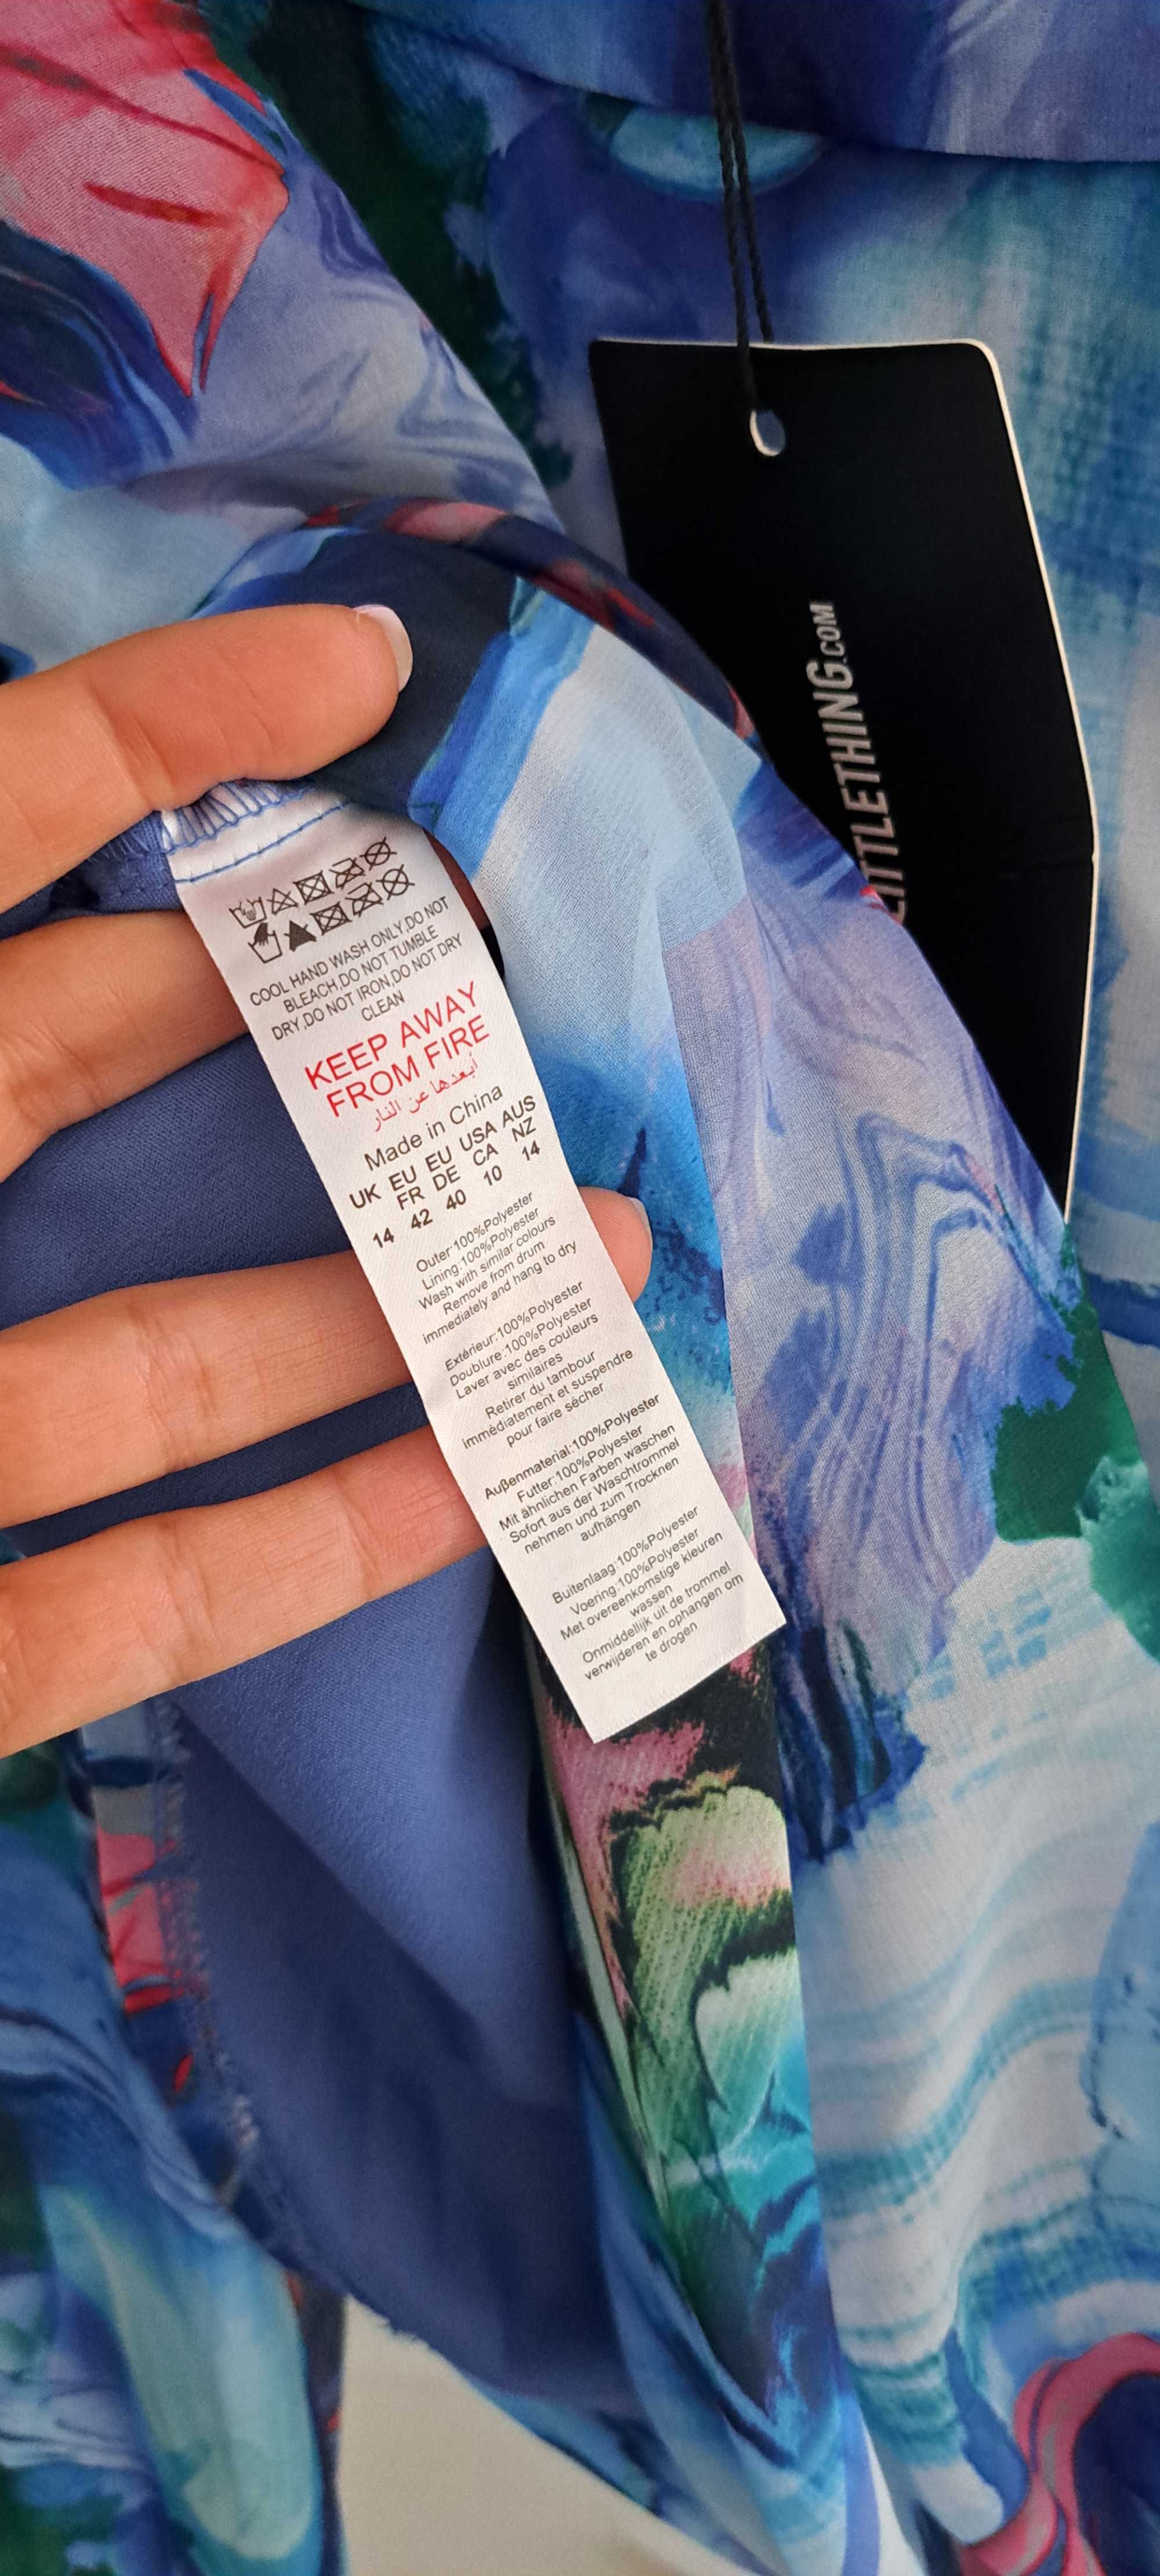 COOL HAND WASH ONLY,DO NOT
BLEACH,DO NOT TUMBLE
DRY,DO NOT IRON,DO NOT DRY
CLEAN
KEEP AWAY
FROM FIRE
أبعدها عن النار
Made in China
UK EU EU USA AUS
FR DE CA NZ
14 42 40 10 14
Outer:100%Polyester
Lining:100%Polyester
Wash with similar colours
Remove from drum
immediately and hang to dry
Extérieur:100%Polyester
Doublure:100%Polyester
Laver avec des couleurs
similaires
Retirer du tambour
immédiatement et suspendre
pour faire sécher
Außenmaterial:100%Polyester
Futter:100%Polyester
Mit ähnlichen Farben waschen
Sofort aus der Waschtrommel
nehmen und zum Trocknen
aufhängen
Buitenlaag:100%Polyester
Voering:100%Polyester
Met overeenkomstige kleuren
wassen
Onmiddellijk uit de trommel
verwijderen en ophangen om
te drogen
LITTLETHING.COM